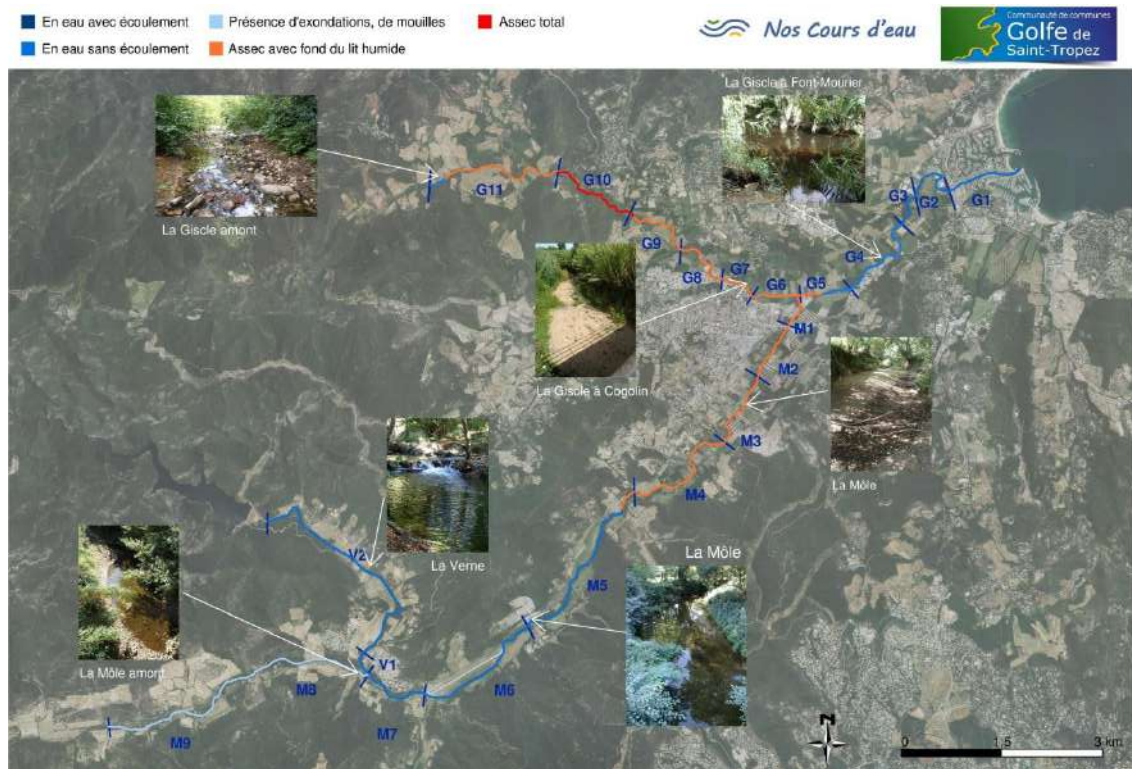 En eau avec écoulement
Présence d'exondations, de mouilles
Assec total
En eau sans écoulement
Assec avec fond du lit humide
Nos Cours d'eau
Communauté de communes
Golfe de
Saint-Tropez
La Giscle à Font-Mourier
La Giscle amont
G11
G10
G9
G8
G7
G6
G5
G4
G3
G2
G1
La Giscle à Cogolin
M1
M2
M3
M4
La Môle
La Verne
V2
La Môle
M5
La Môle amont
V1
M6
M8
M7
M9
N
0
1,5
3 km